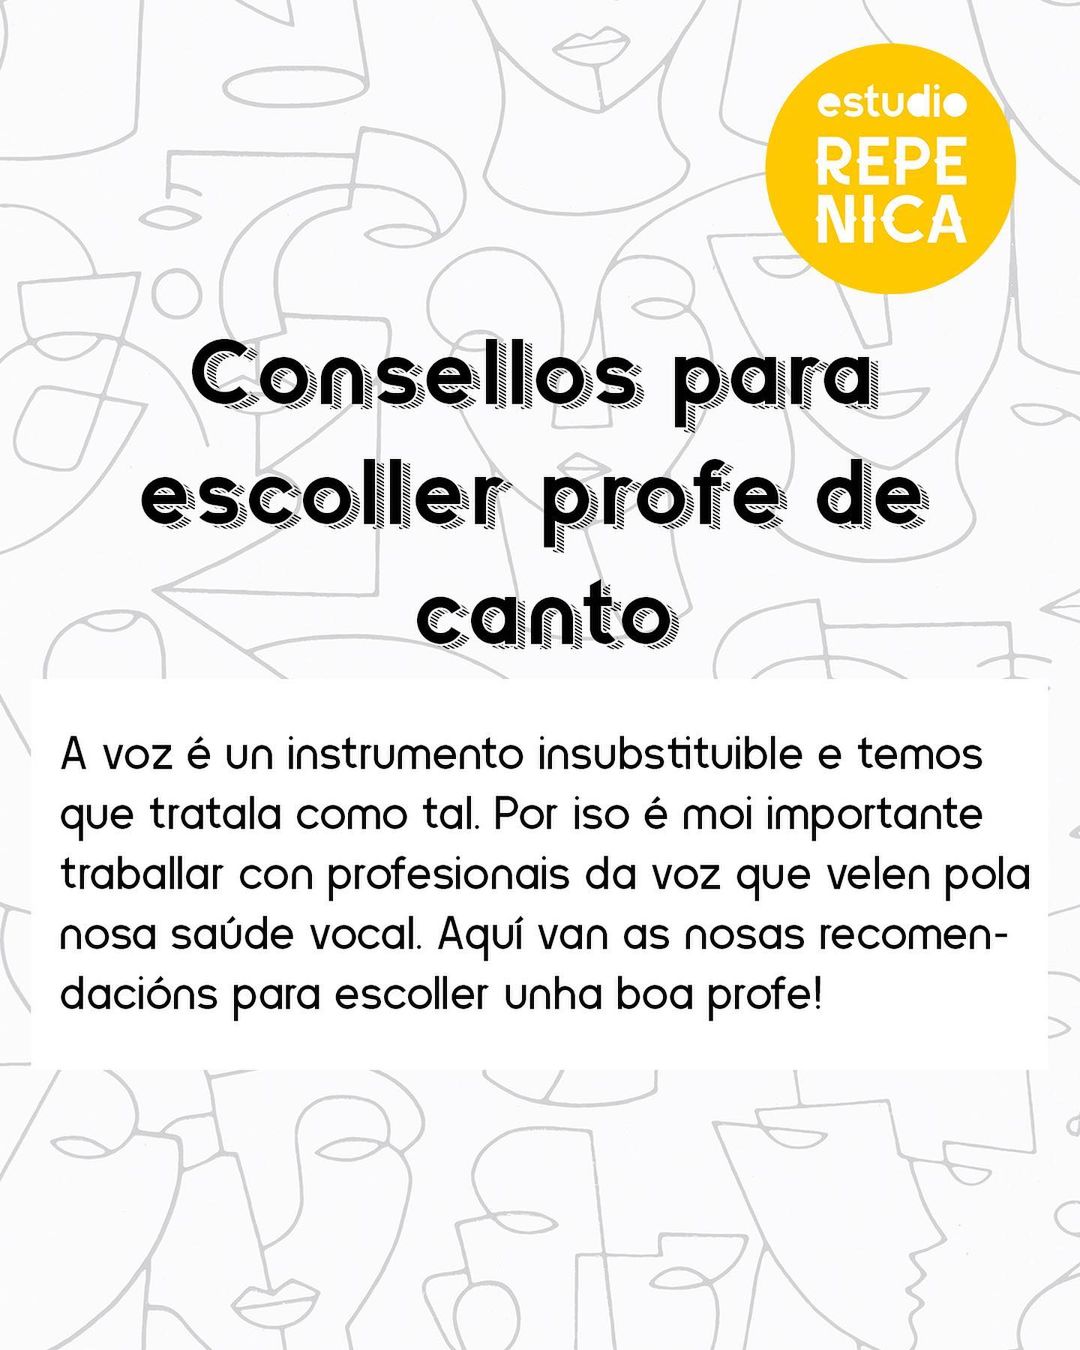 estudio
REPE
NICA
Consellos para
escoller profe de
canto
A voz é un instrumento insubstituible e temos
que tratala como tal. Por iso é moi importante
traballar con profesionais da voz que velen pola
nosa saúde vocal. Aquí van as nosas recomen-
dacións para escoller unha boa profe!